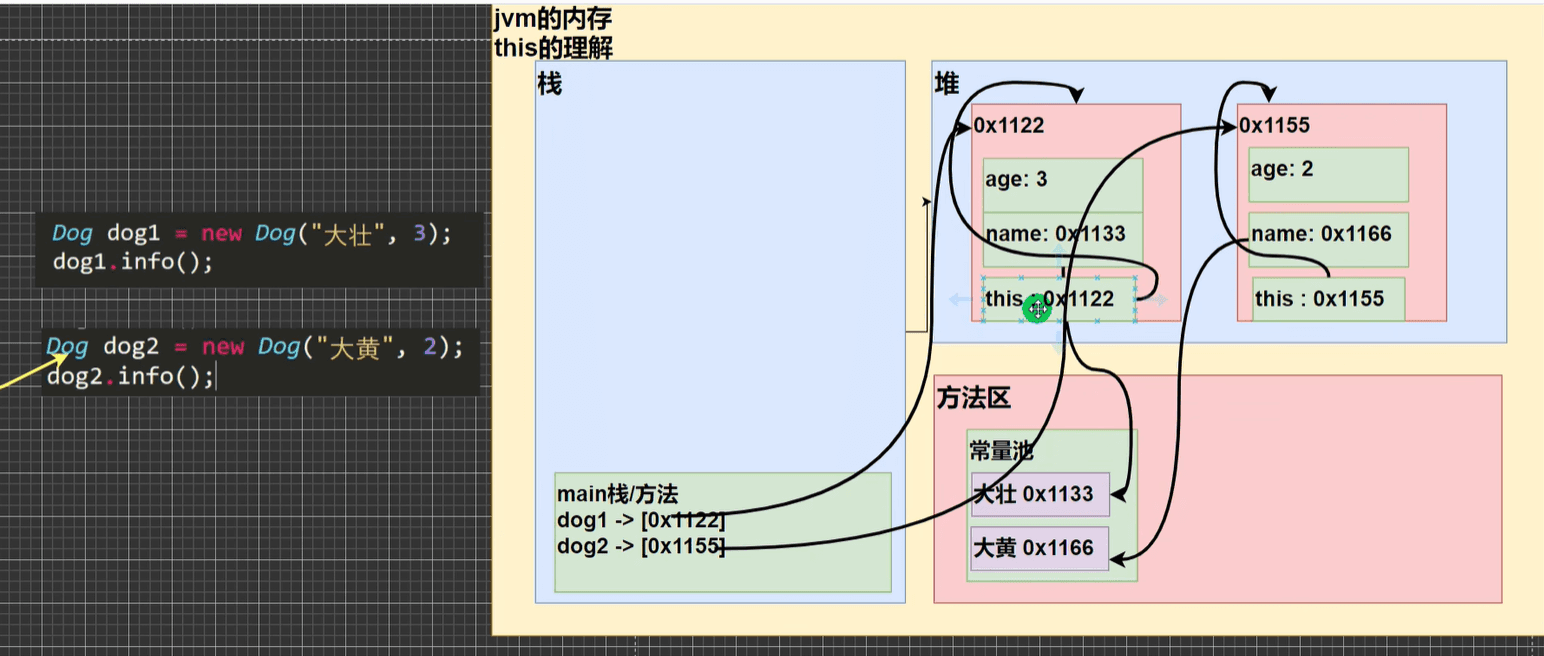 jvm的内存
this的理解
栈
堆
0x1122
age: 3
name: 0x1133
this : 0x1122
0x1155
age: 2
name: 0x1166
this : 0x1155
Dog dog1 = new Dog("大壮", 3);
dog1.info();
Dog dog2 = new Dog("大黄", 2);
dog2.info();
main栈/方法
dog1 -> [0x1122]
dog2 -> [0x1155]
方法区
常量池
大壮 0x1133
大黄 0x1166